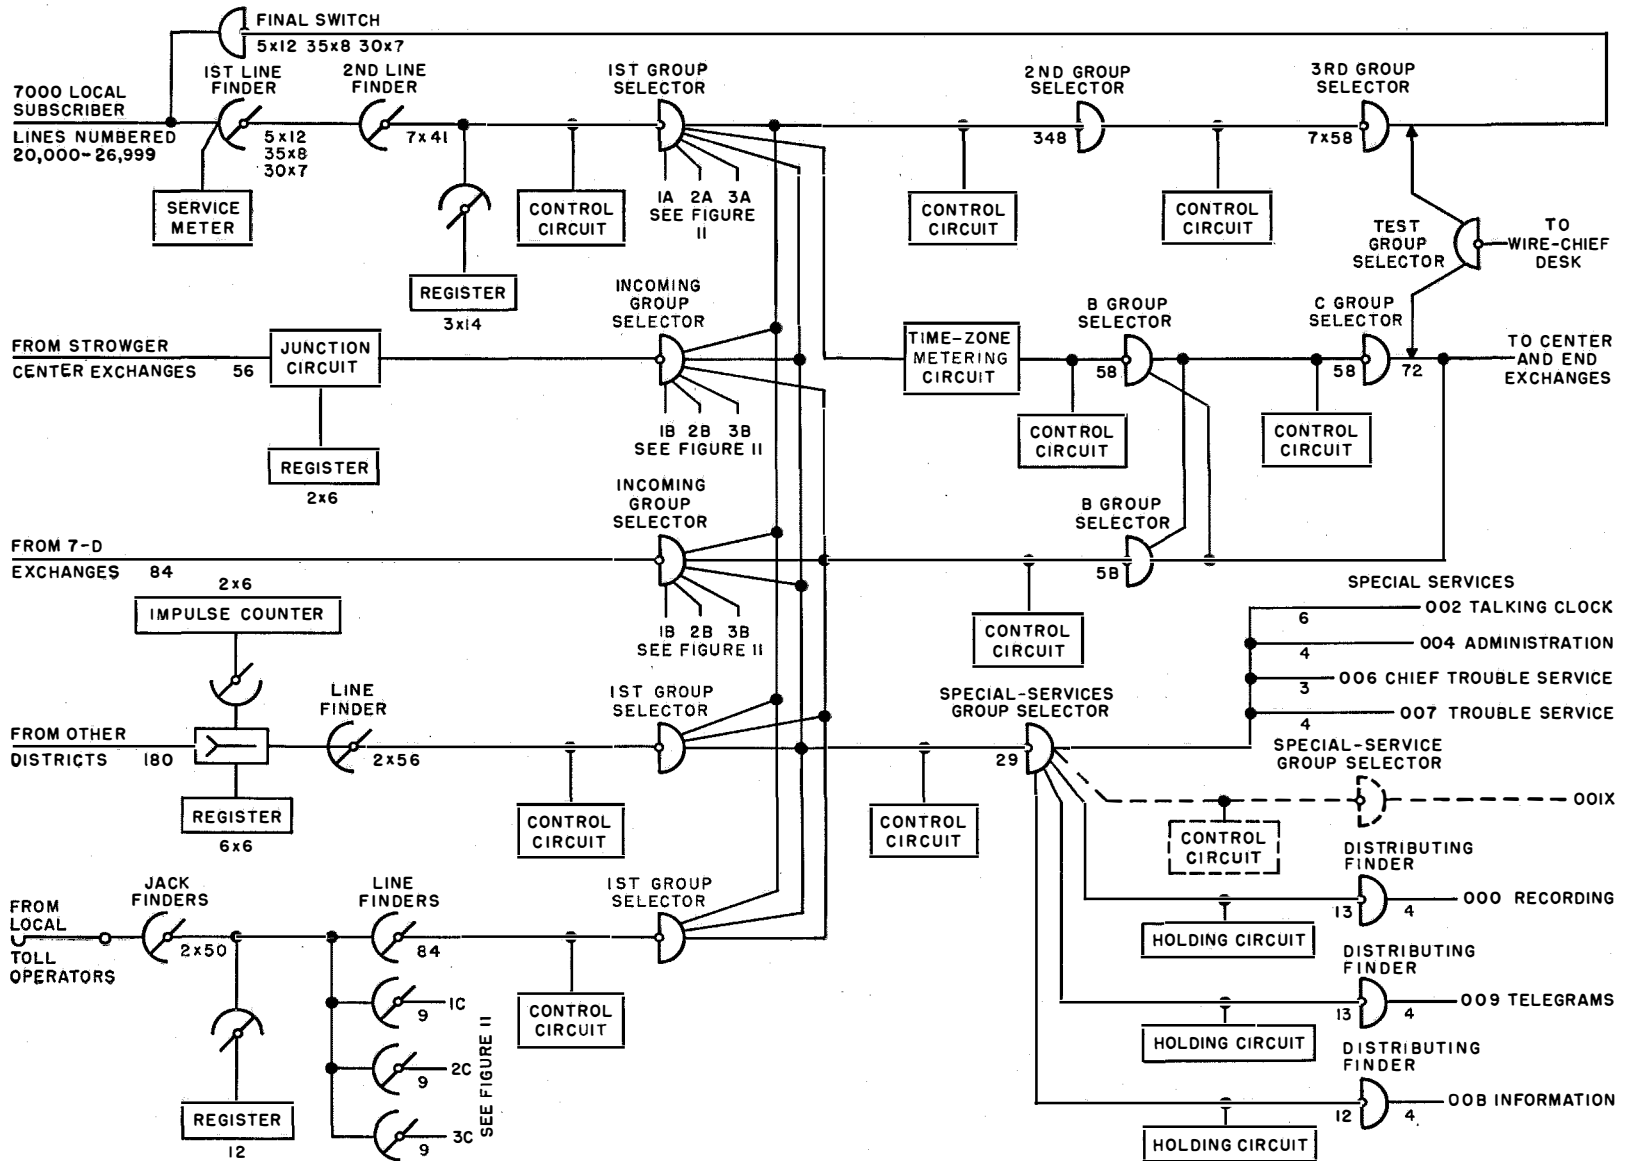 FINAL SWITCH
5x12 35x8 30x7
1ST LINE
FINDER
2ND LINE
FINDER
1ST GROUP
SELECTOR
2ND GROUP
SELECTOR
3RD GROUP
SELECTOR
7000 LOCAL
SUBSCRIBER
LINES NUMBERED
20,000-26,999
5x12
35x8
30x7
7x41
348
7x58
SERVICE
METER
CONTROL
CIRCUIT
1A 2A 3A
SEE FIGURE
11
CONTROL
CIRCUIT
CONTROL
CIRCUIT
TEST
GROUP
SELECTOR
TO
WIRE-CHIEF
DESK
REGISTER
3x14
INCOMING
GROUP
SELECTOR
B GROUP
SELECTOR
C GROUP
SELECTOR
FROM STROWGER
CENTER EXCHANGES
56
JUNCTION
CIRCUIT
TIME-ZONE
METERING
CIRCUIT
58
58
72
TO CENTER
AND END
EXCHANGES
1B 2B 3B
SEE FIGURE 11
CONTROL
CIRCUIT
CONTROL
CIRCUIT
REGISTER
2x6
INCOMING
GROUP
SELECTOR
B GROUP
SELECTOR
FROM 7-D
EXCHANGES 84
5B
2x6
IMPULSE COUNTER
1B 2B 3B
SEE FIGURE 11
CONTROL
CIRCUIT
SPECIAL SERVICES
6
002 TALKING CLOCK
4
004 ADMINISTRATION
3
006 CHIEF TROUBLE SERVICE
4
007 TROUBLE SERVICE
LINE
FINDER
1ST GROUP
SELECTOR
SPECIAL-SERVICES
GROUP SELECTOR
FROM OTHER
DISTRICTS
180
2x56
29
SPECIAL-SERVICE
GROUP SELECTOR
001X
REGISTER
6x6
CONTROL
CIRCUIT
CONTROL
CIRCUIT
CONTROL
CIRCUIT
DISTRIBUTING
FINDER
JACK
FINDERS
LINE
FINDERS
1ST GROUP
SELECTOR
13
4
000 RECORDING
FROM
LOCAL
TOLL
OPERATORS
2x50
84
HOLDING CIRCUIT
DISTRIBUTING
FINDER
9
1C
CONTROL
CIRCUIT
13
4
009 TELEGRAMS
HOLDING CIRCUIT
DISTRIBUTING
FINDER
9
2C
SEE FIGURE 11
REGISTER
12
9
3C
12
4
00B INFORMATION
HOLDING CIRCUIT